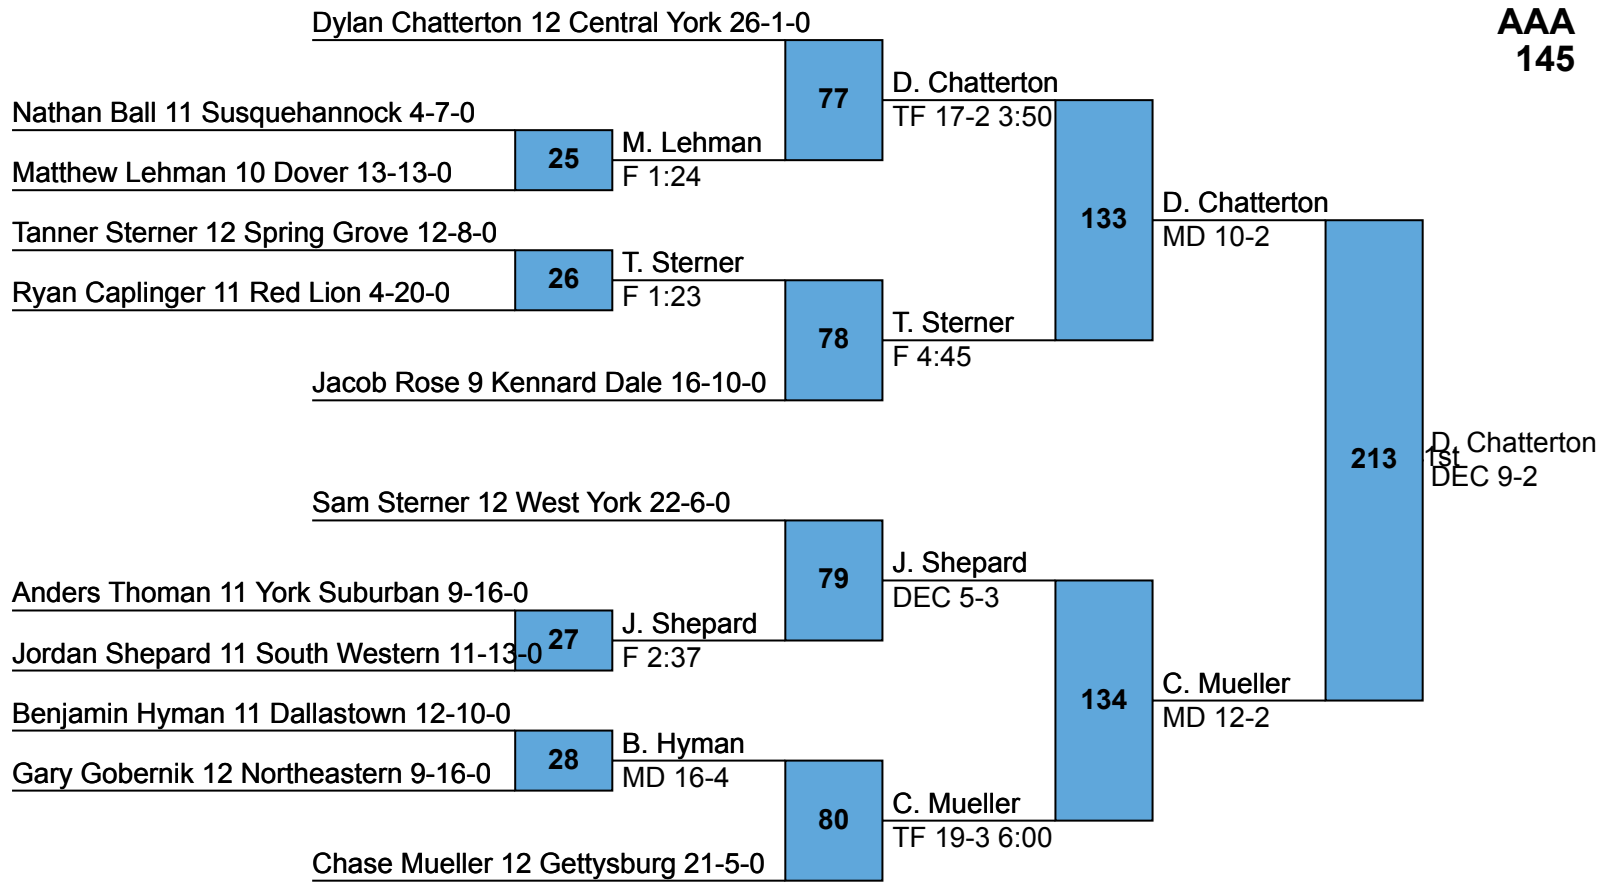 AAA
145
Dylan Chatterton 12 Central York 26-1-0
77
D. Chatterton
TF 17-2 3:50
Nathan Ball 11 Susquehannock 4-7-0
25
M. Lehman
F 1:24
Matthew Lehman 10 Dover 13-13-0
133
D. Chatterton
MD 10-2
Tanner Sterner 12 Spring Grove 12-8-0
26
T. Sterner
F 1:23
Ryan Caplinger 11 Red Lion 4-20-0
78
T. Sterner
F 4:45
Jacob Rose 9 Kennard Dale 16-10-0
213
D. Chatterton
1st
DEC 9-2
Sam Sterner 12 West York 22-6-0
79
J. Shepard
DEC 5-3
Anders Thoman 11 York Suburban 9-16-0
27
J. Shepard
F 2:37
Jordan Shepard 11 South Western 11-13-0
134
C. Mueller
MD 12-2
Benjamin Hyman 11 Dallastown 12-10-0
28
B. Hyman
MD 16-4
Gary Gobernik 12 Northeastern 9-16-0
80
C. Mueller
TF 19-3 6:00
Chase Mueller 12 Gettysburg 21-5-0